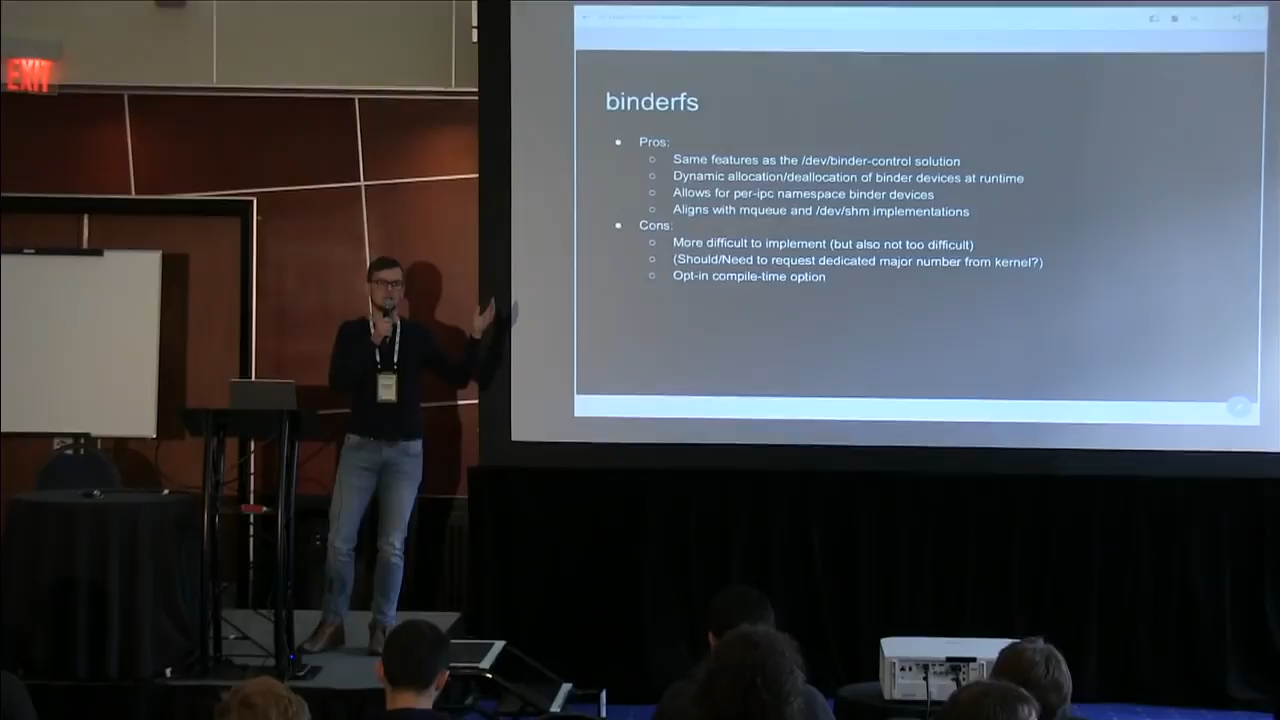 EXIT
binderfs
Pros:
Same features as the /dev/binder-control solution
Dynamic allocation/deallocation of binder devices at runtime
Allows for per-ipc namespace binder devices
Aligns with mqueue and /dev/shm implementations
Cons:
More difficult to implement (but also not too difficult)
(Should/Need to request dedicated major number from kernel?)
Opt-in compile-time option